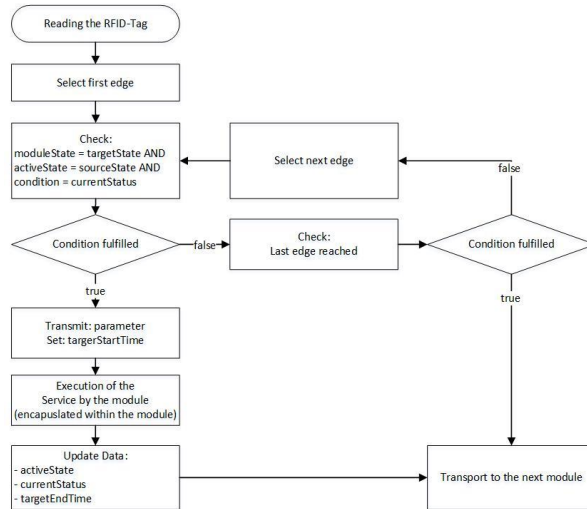 Reading the RFID-Tag
Select first edge
Check:
moduleState = targetState AND
activeState = sourceState AND
condition = currentStatus
Select next edge
false
Condition fulfilled
false
Check:
Last edge reached
Condition fulfilled
true
true
Transmit: parameter
Set: targerStartTime
Execution of the
Service by the module
(encapuslated within the module)
Update Data:
- activeState
- currentStatus
- targetEndTime
Transport to the next module